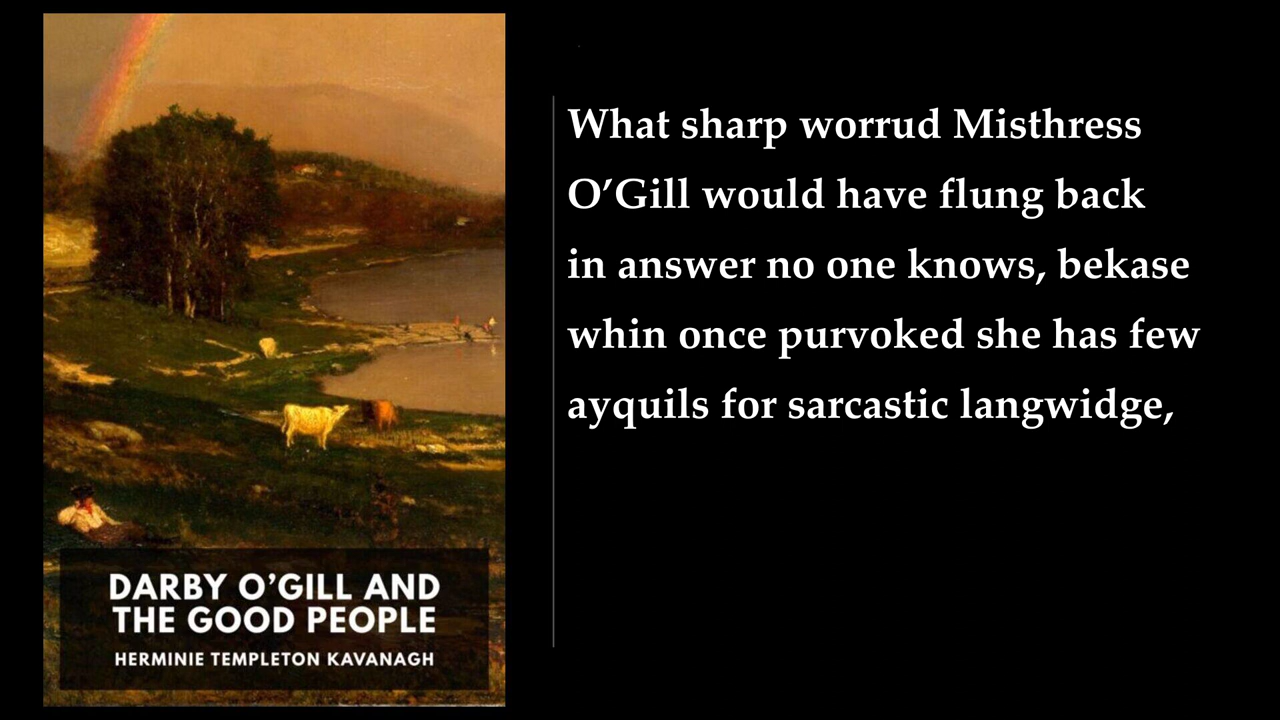 What sharp worrud Misthress
O’Gill would have flung back
in answer no one knows, bekase
whin once purvoked she has few
ayquils for sarcastic langwidge,
DARBY O’GILL AND
THE GOOD PEOPLE
HERMINIE TEMPLETON KAVANAGH